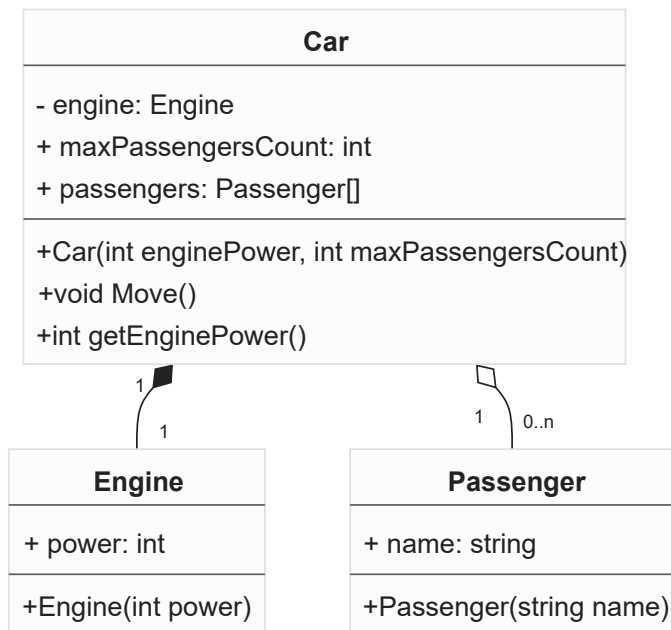 Car
- engine: Engine
+ maxPassengersCount: int
+ passengers: Passenger[]
+Car(int enginePower, int maxPassengersCount)
+void Move()
+int getEnginePower()
1
1
1
0..n
Engine
+ power: int
+Engine(int power)
Passenger
+ name: string
+Passenger(string name)